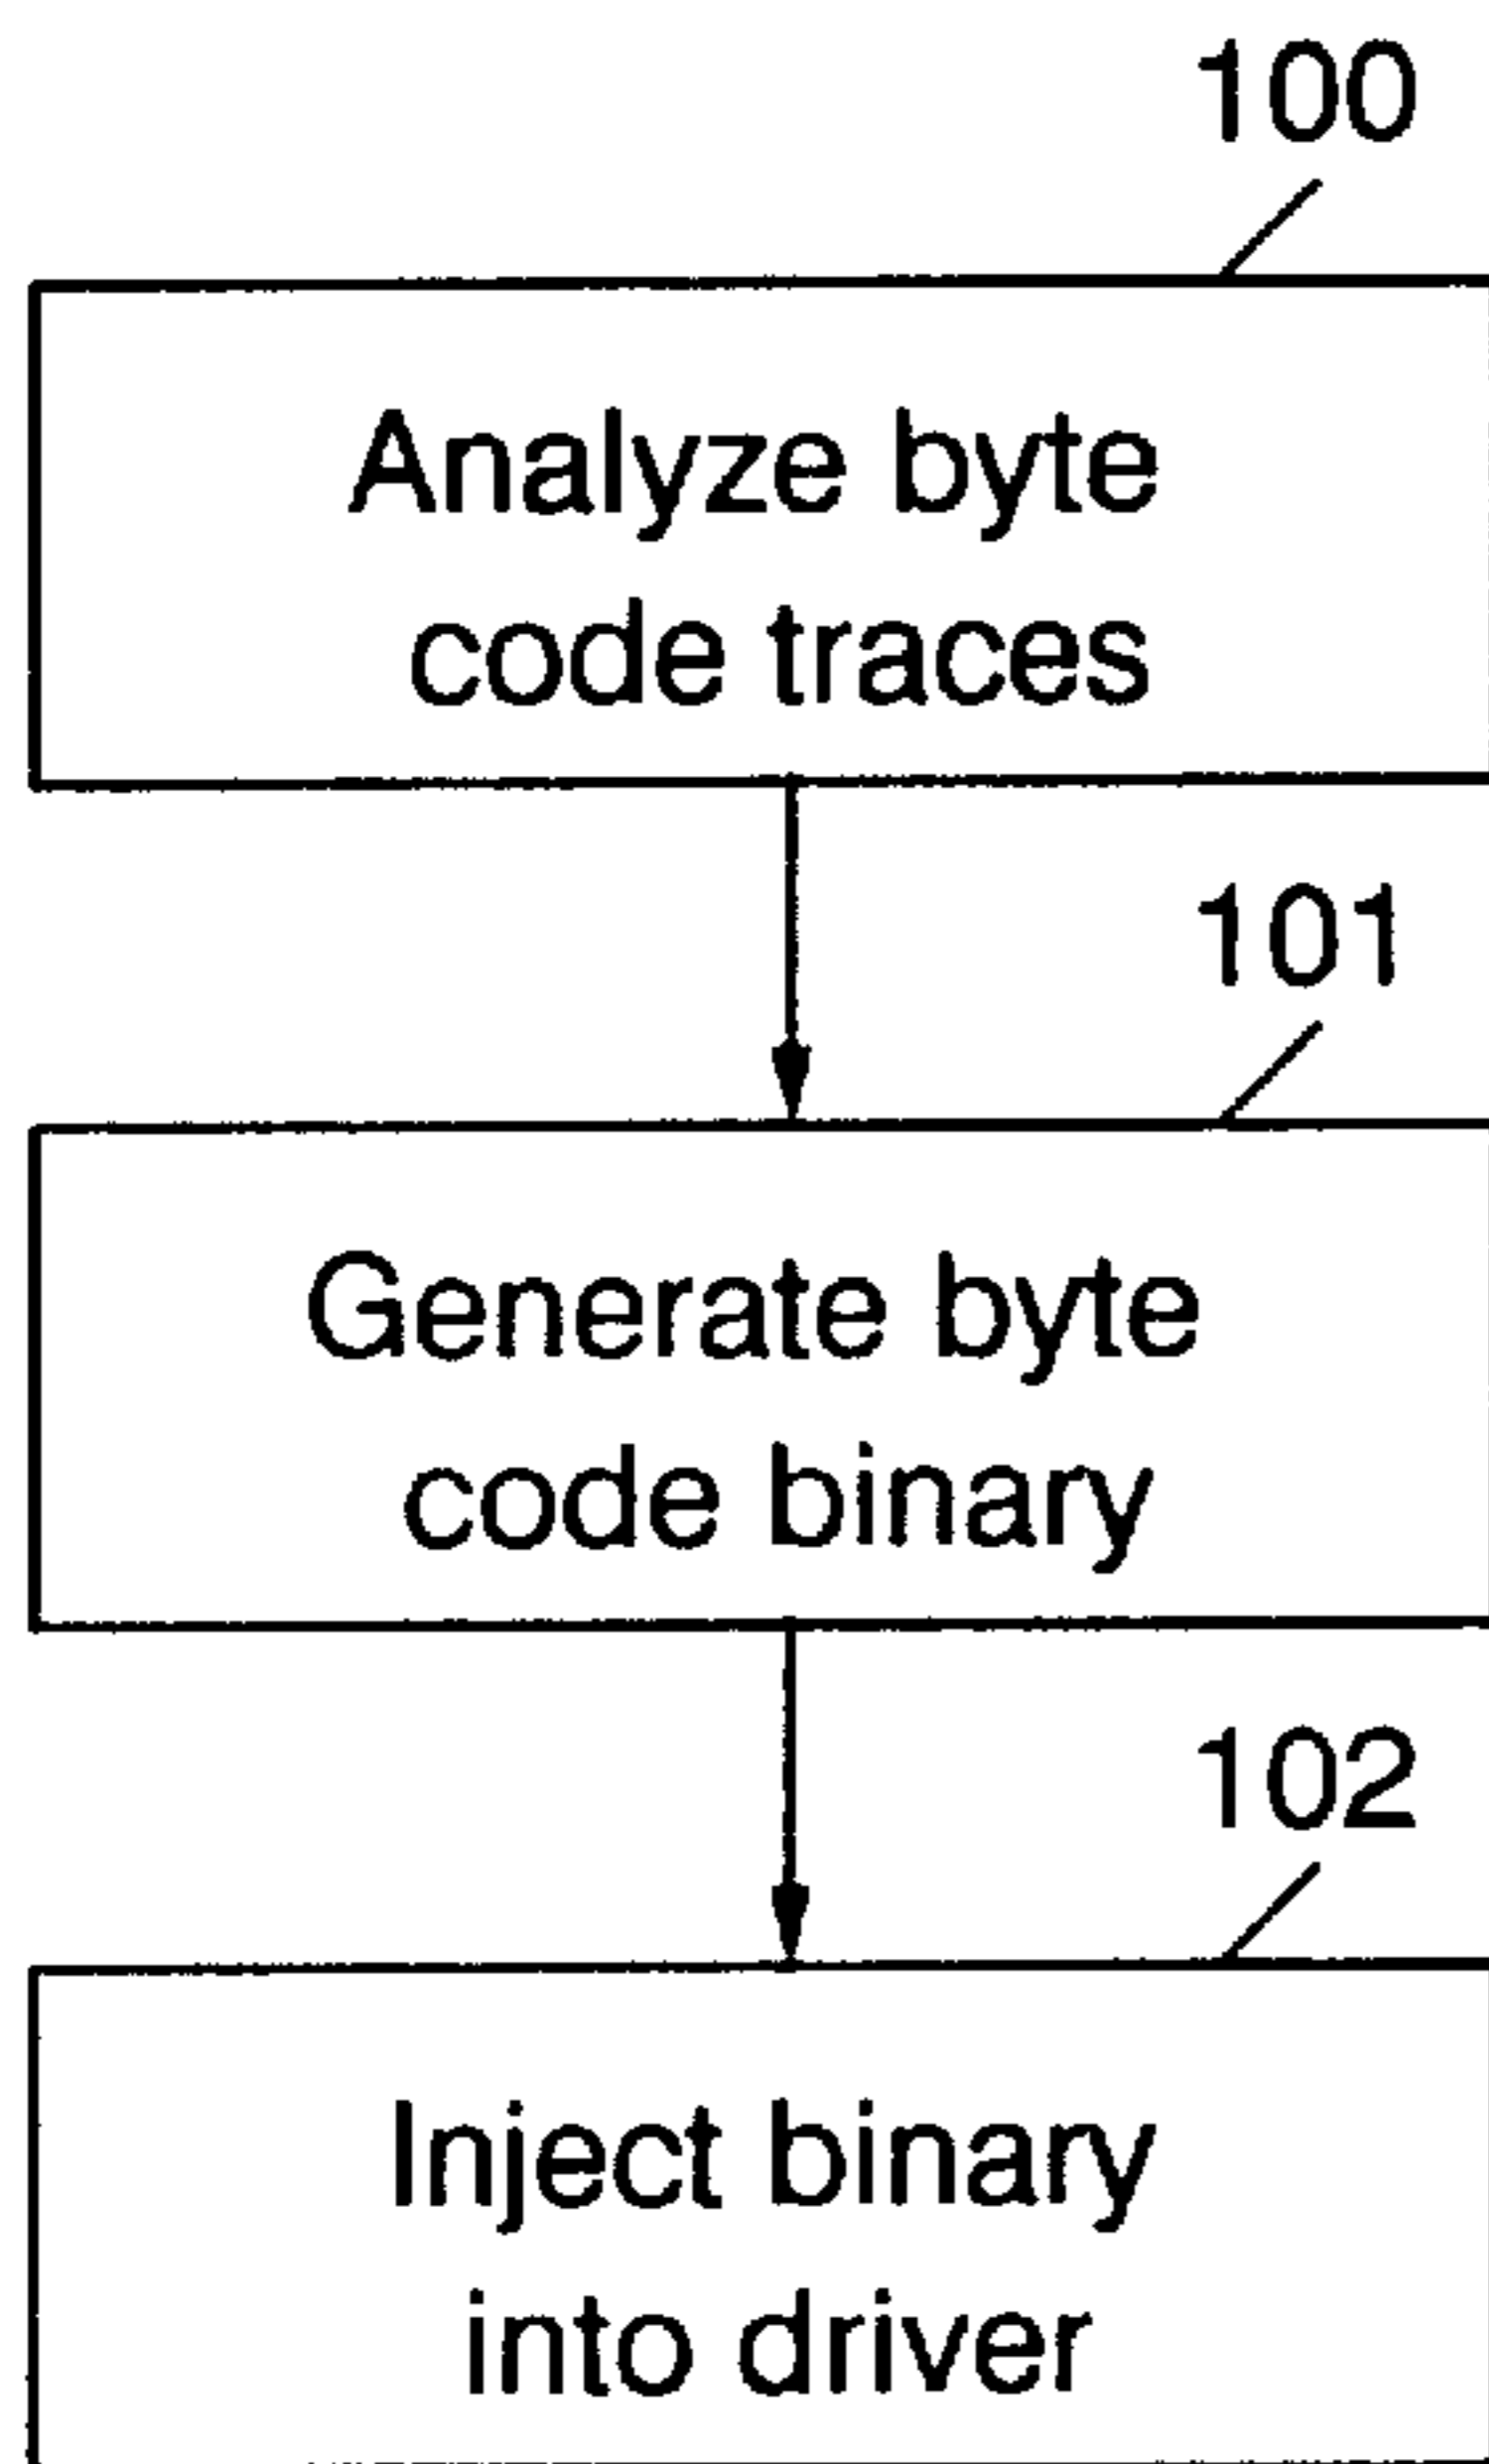 100
Analyze byte
code traces
101
Generate byte
code binary
102
Inject binary
into driver